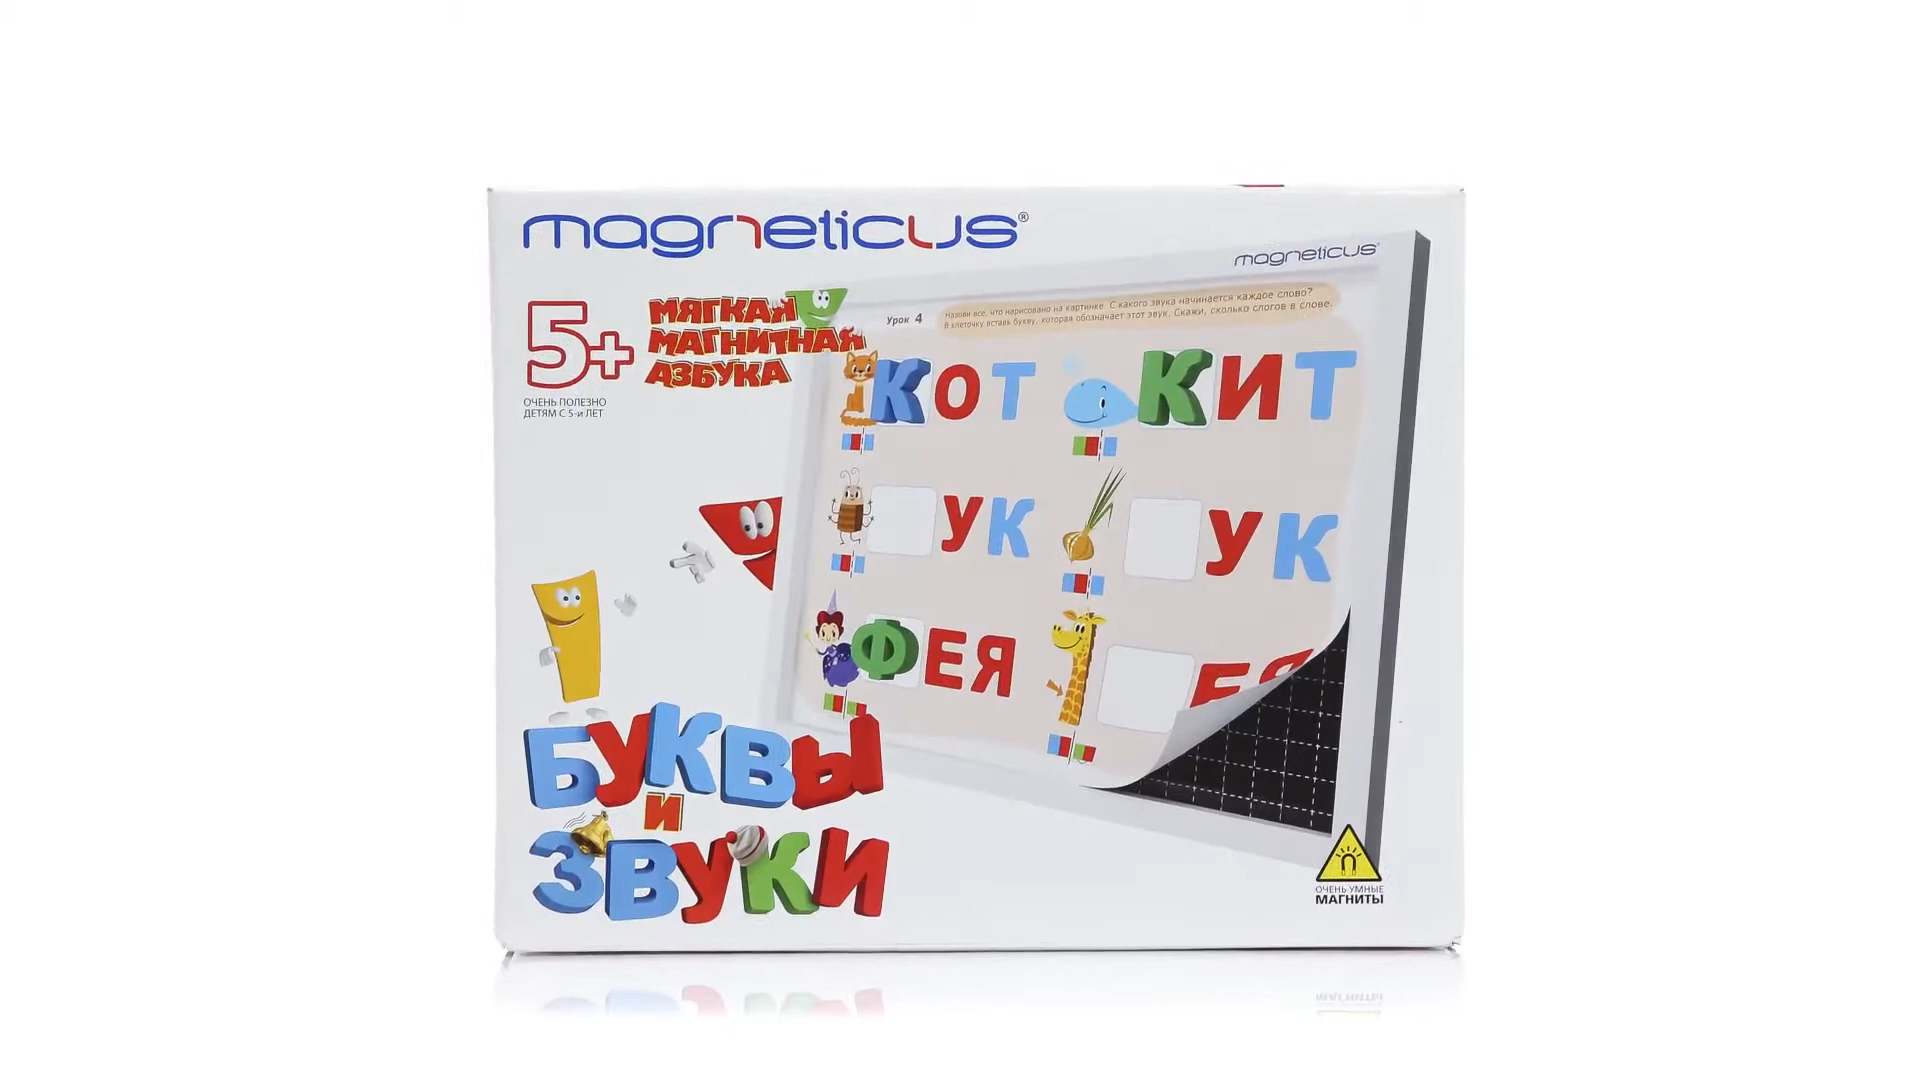 magneticus®
magneticus®
5+
МЯГКАЯ
МАГНИТНАЯ
АЗБУКА
ОЧЕНЬ ПОЛЕЗНО
ДЕТЯМ С 5-и ЛЕТ
Урок 4
Назови все, что нарисовано на картинке. С какого звука начинается каждое слово?
В клеточку вставь букву, которая обозначает этот звук. Скажи, сколько слогов в слове.
КОТ
КИТ
УК
УК
ФЕЯ
ЕЯ
БУКВЫ
И
ЗВУКИ
ОЧЕНЬ УМНЫЕ
МАГНИТЫ